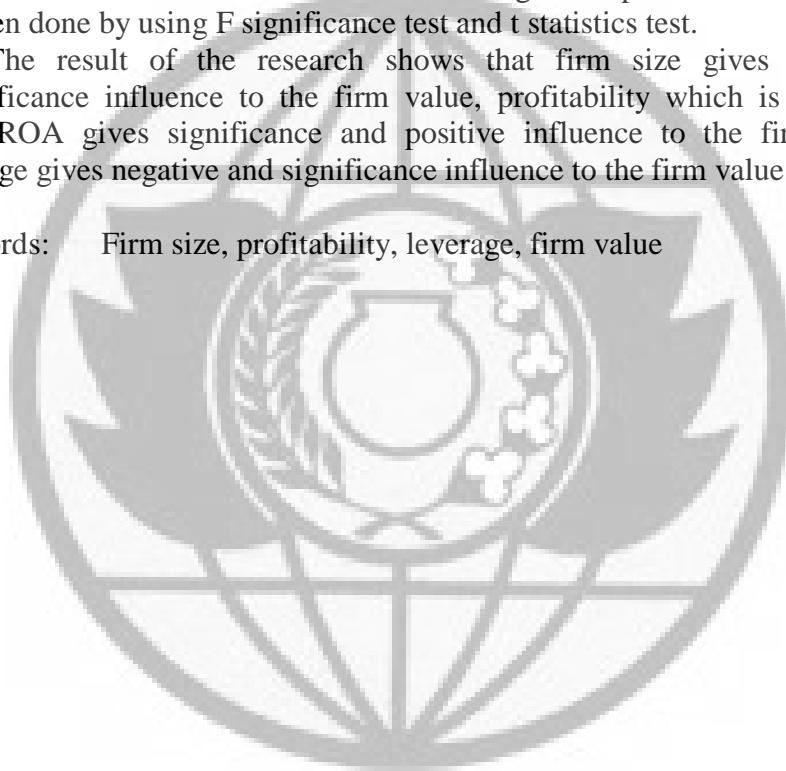 en done by using F significance test and t statistics test.
he result of the research shows that firm size gives
ficance influence to the firm value, profitability which is
ROA gives significance and positive influence to the fir
ge gives negative and significance influence to the firm value
rds: Firm size, profitability, leverage, firm value